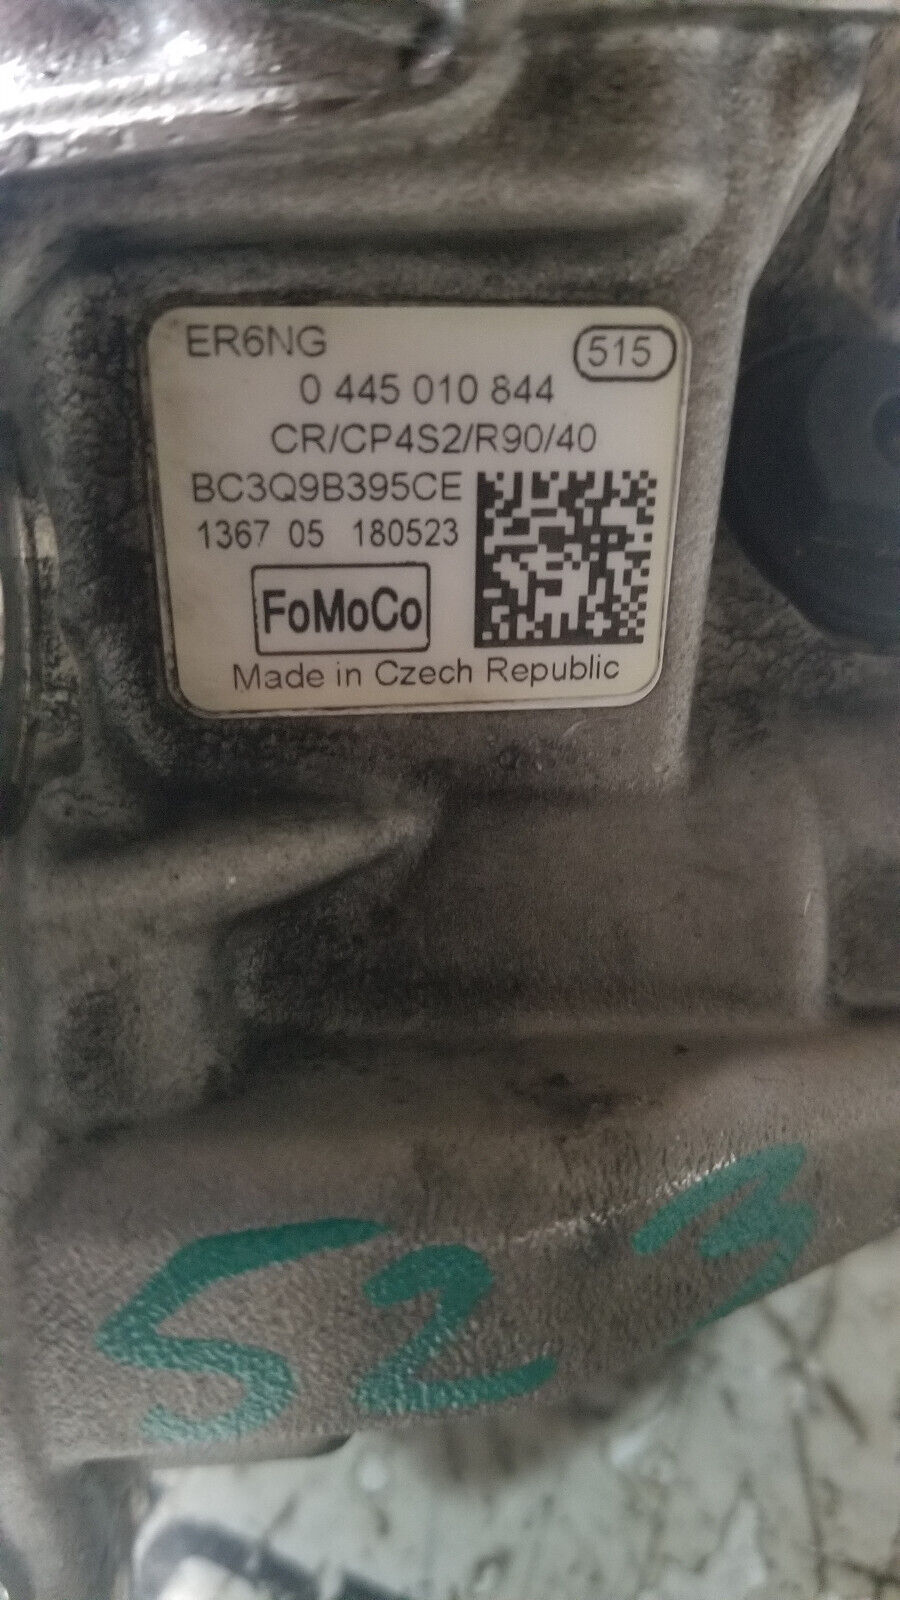 ER6NG
515
0 445 010 844
CR/CP4S2/R90/40
BC3Q9B395CE
1367 05 180523
FoMoCo
Made in Czech Republic
523